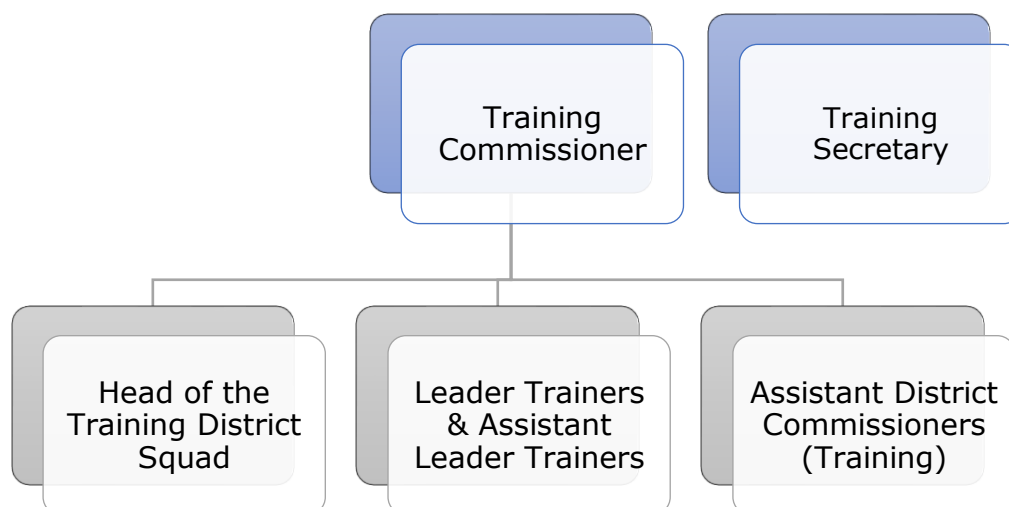 Training
Commissioner
Training
Secretary
Head of the
Training District
Squad
Leader Trainers
& Assistant
Leader Trainers
Assistant District
Commissioners
(Training)